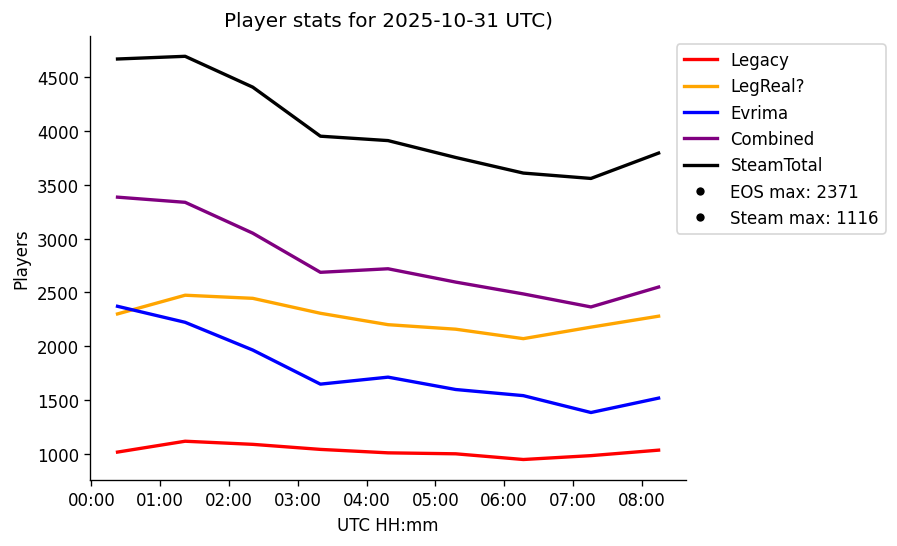 Player stats for 2025-10-31 UTC)
Players
4500
4000
3500
3000
2500
2000
1500
1000
00:00 01:00 02:00 03:00 04:00 05:00 06:00 07:00 08:00
UTC HH:mm
Legacy
LegReal?
Evrima
Combined
SteamTotal
EOS max: 2371
Steam max: 1116